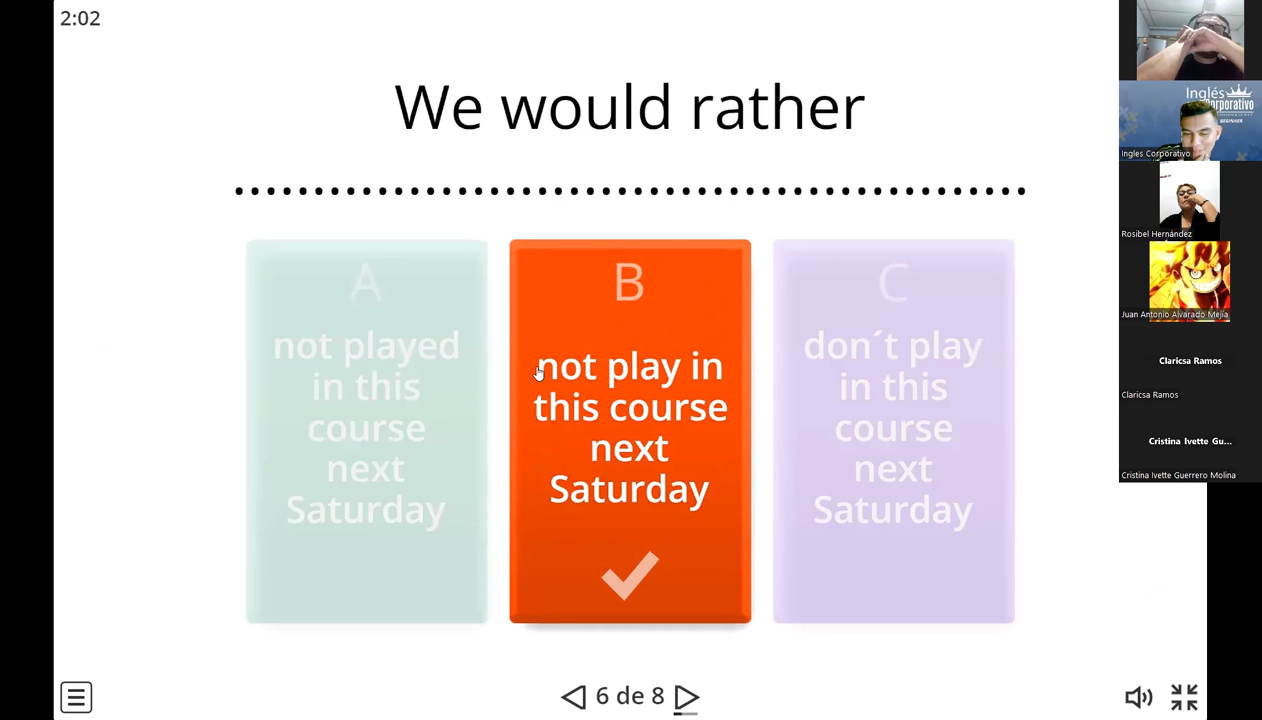 2:02
We would rather
A
not played
in this
course
next
Saturday
B
not play in
this course
next
Saturday
C
don´t play
in this
course
next
Saturday
6 de 8
Inglés
Corporativo
BEGINNER
Ingles Corporativo
Rosibel Hernández
Juan Antonio Alvarado Mejía
Claricsa Ramos
Claricsa Ramos
Cristina Ivette Gu...
Cristina Ivette Guerrero Molina